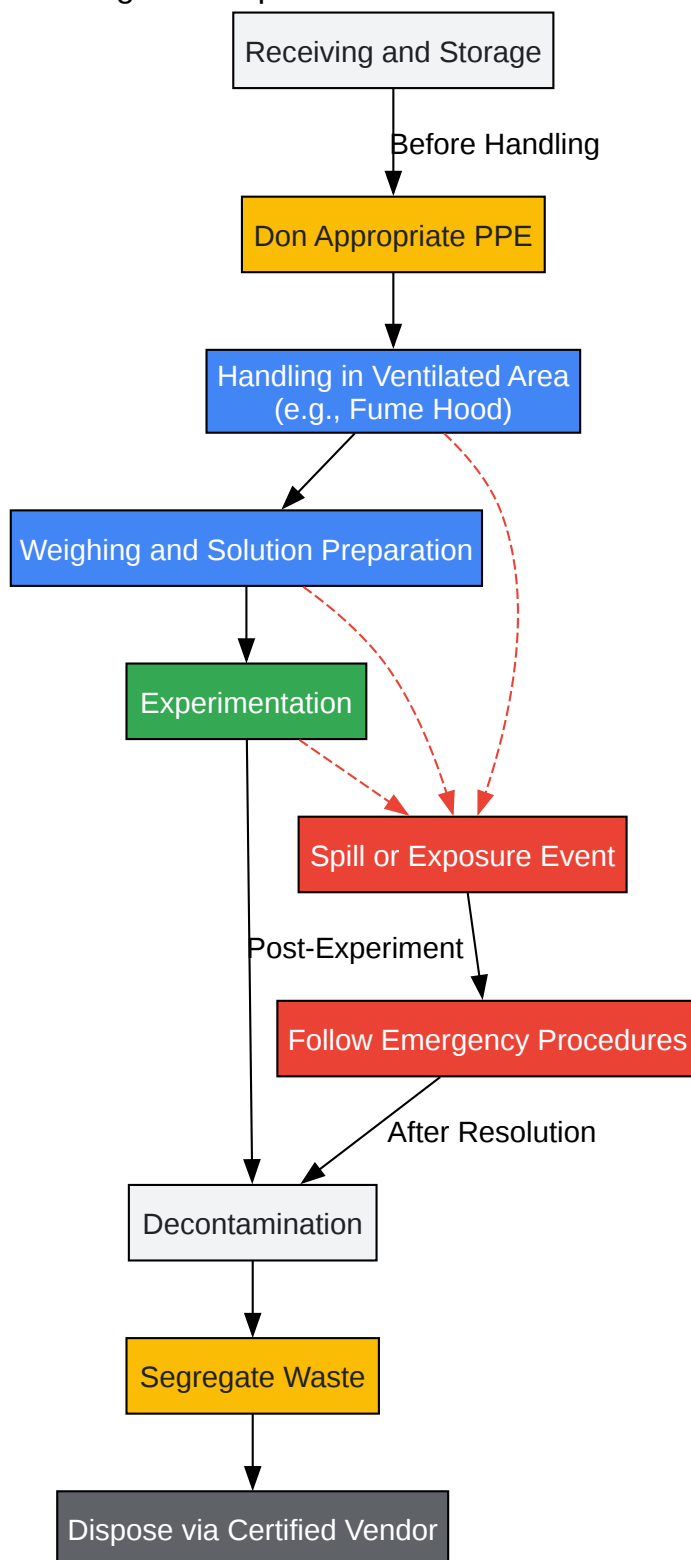 Receiving and Storage
Before Handling
Don Appropriate PPE
Handling in Ventilated Area
(e.g., Fume Hood)
Weighing and Solution Preparation
Experimentation
Spill or Exposure Event
Post-Experiment
Follow Emergency Procedures
After Resolution
Decontamination
Segregate Waste
Dispose via Certified Vendor